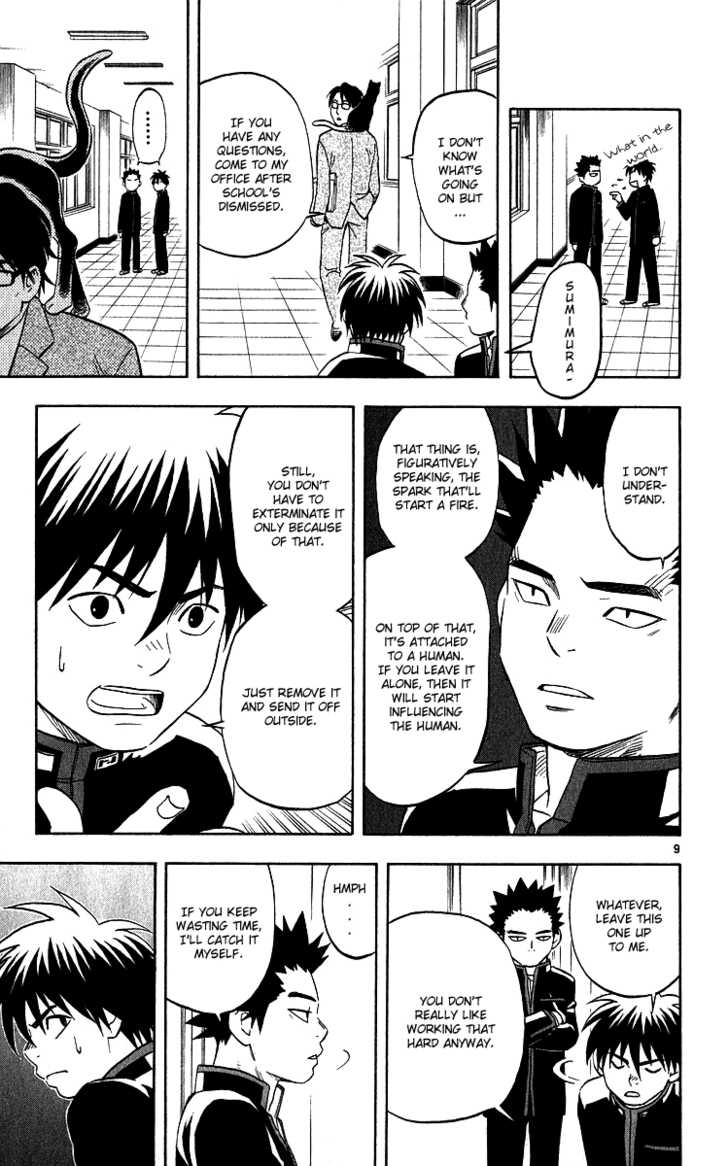 What in the
world..
SUMIMURA-
I DON'T
KNOW
WHAT'S
GOING ON
BUT
...
IF YOU
HAVE ANY
QUESTIONS,
COME TO MY
OFFICE AFTER
SCHOOL'S
DISMISSED.
.....
I DON'T
UNDER-
STAND.
THAT THING IS,
FIGURATIVELY
SPEAKING, THE
SPARK THAT'LL
START A FIRE.
ON TOP OF THAT,
IT'S ATTACHED
TO A HUMAN.
IF YOU LEAVE IT
ALONE, THEN IT
WILL START
INFLUENCING
THE HUMAN.
STILL,
YOU DON'T
HAVE TO
EXTERMINATE IT
ONLY BECAUSE
OF THAT.
JUST REMOVE IT
AND SEND IT OFF
OUTSIDE.
9
WHATEVER,
LEAVE THIS
ONE UP
TO ME.
YOU DON'T
REALLY LIKE
WORKING THAT
HARD ANYWAY.
HMPH
...
IF YOU KEEP
WASTING TIME,
I'LL CATCH IT
MYSELF.